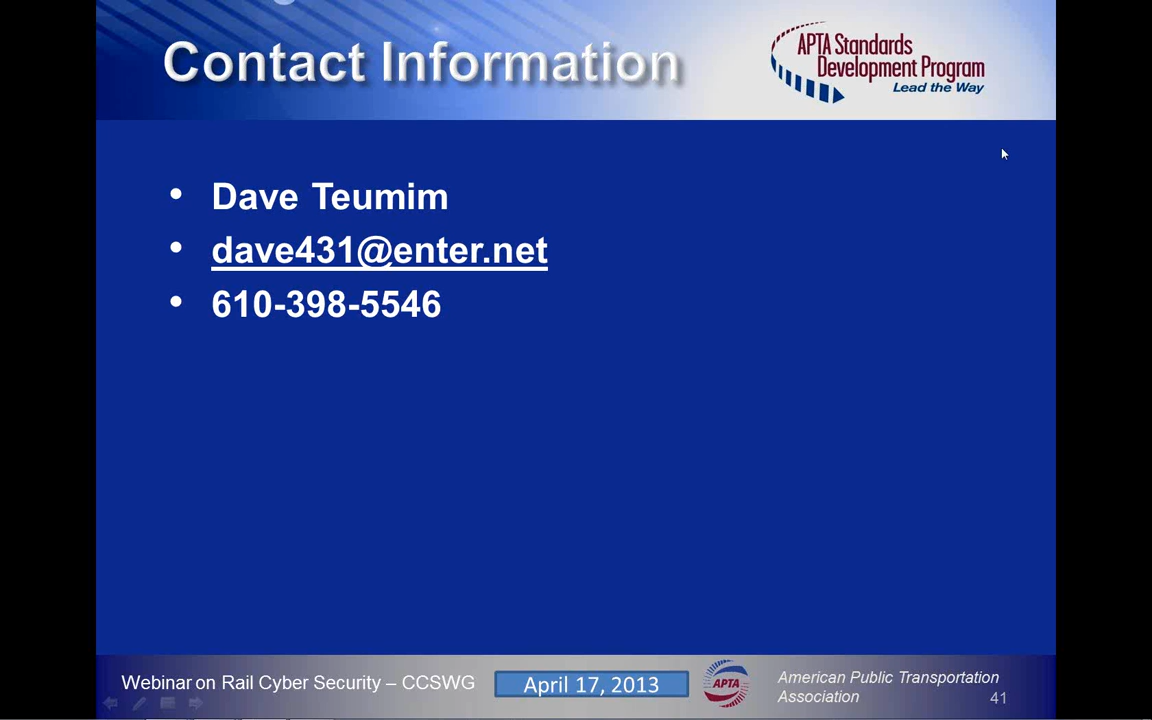 Contact Information
APTA Standards
Development Program
Lead the Way
• Dave Teumim
• dave431@enter.net
• 610-398-5546
Webinar on Rail Cyber Security – CCSWG
April 17, 2013
APTA
American Public Transportation
Association
41